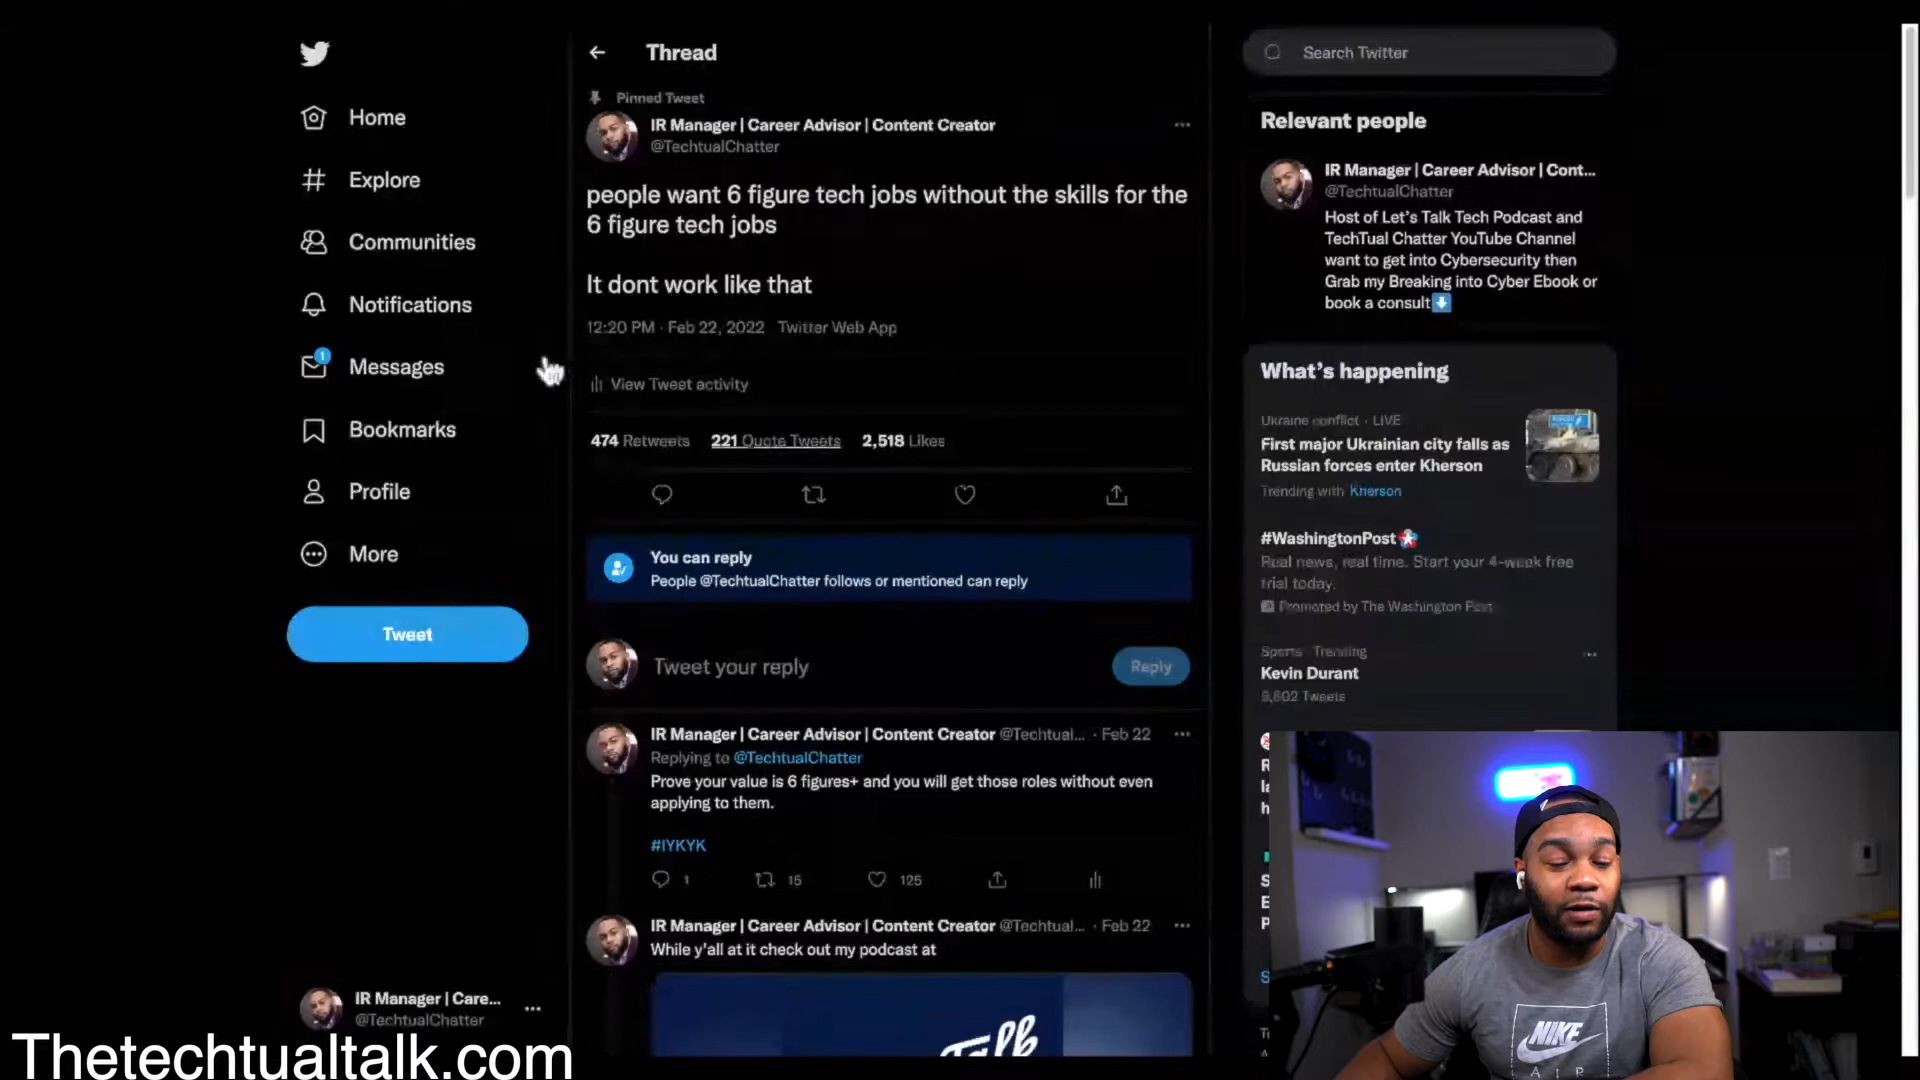 Home
Explore
Communities
Notifications
1
Messages
Bookmarks
Profile
More
Tweet
IR Manager | Care...
@TechtualChatter
Thetechtualtalk.com
Thread
Pinned Tweet
IR Manager | Career Advisor | Content Creator
@TechtualChatter
people want 6 figure tech jobs without the skills for the
6 figure tech jobs
It dont work like that
12:20 PM · Feb 22, 2022 Twitter Web App
View Tweet activity
474 Retweets 221 Quote Tweets 2,518 Likes
You can reply
People @TechtualChatter follows or mentioned can reply
Tweet your reply
Reply
IR Manager | Career Advisor | Content Creator @Techtual... · Feb 22
Replying to @TechtualChatter
Prove your value is 6 figures+ and you will get those roles without even
applying to them.
#IYKYK
1 15 125
IR Manager | Career Advisor | Content Creator @Techtual... · Feb 22
While y'all at it check out my podcast at
Talk
Search Twitter
Relevant people
IR Manager | Career Advisor | Cont...
@TechtualChatter
Host of Let's Talk Tech Podcast and
TechTual Chatter YouTube Channel
want to get into Cybersecurity then
Grab my Breaking into Cyber Ebook or
book a consult
What's happening
Ukraine conflict · LIVE
First major Ukrainian city falls as
Russian forces enter Kherson
Trending with Kherson
#WashingtonPost
Real news, real time. Start your 4-week free
trial today.
Promoted by The Washington Post
Sports · Trending
Kevin Durant
9,802 Tweets
NIKE
AIR